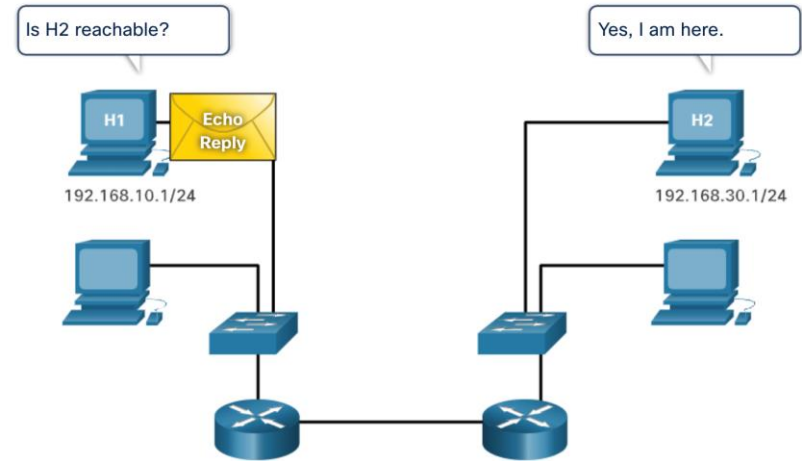 Is H2 reachable?
Yes, I am here.
H1
Echo
Reply
H2
192.168.10.1/24
192.168.30.1/24